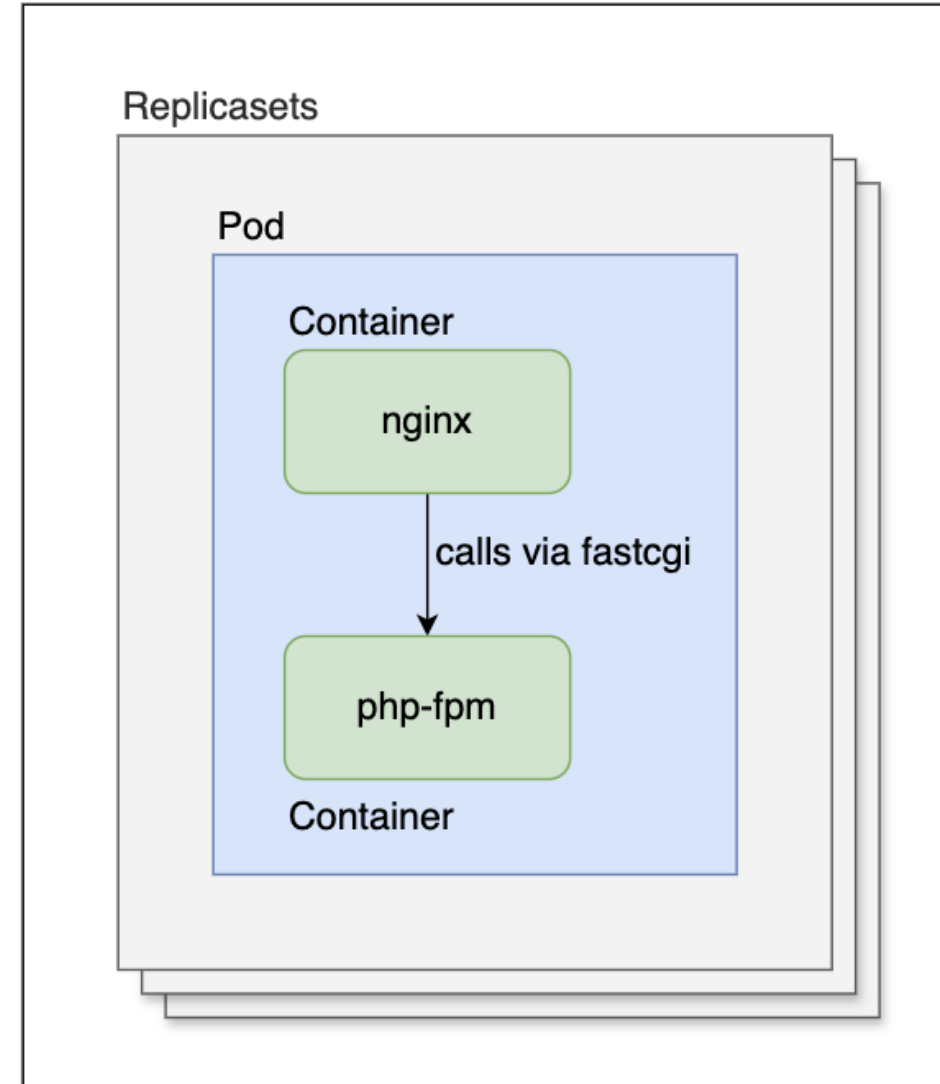 Replicasets
Pod
Container
nginx
calls via fastcgi
php-fpm
Container